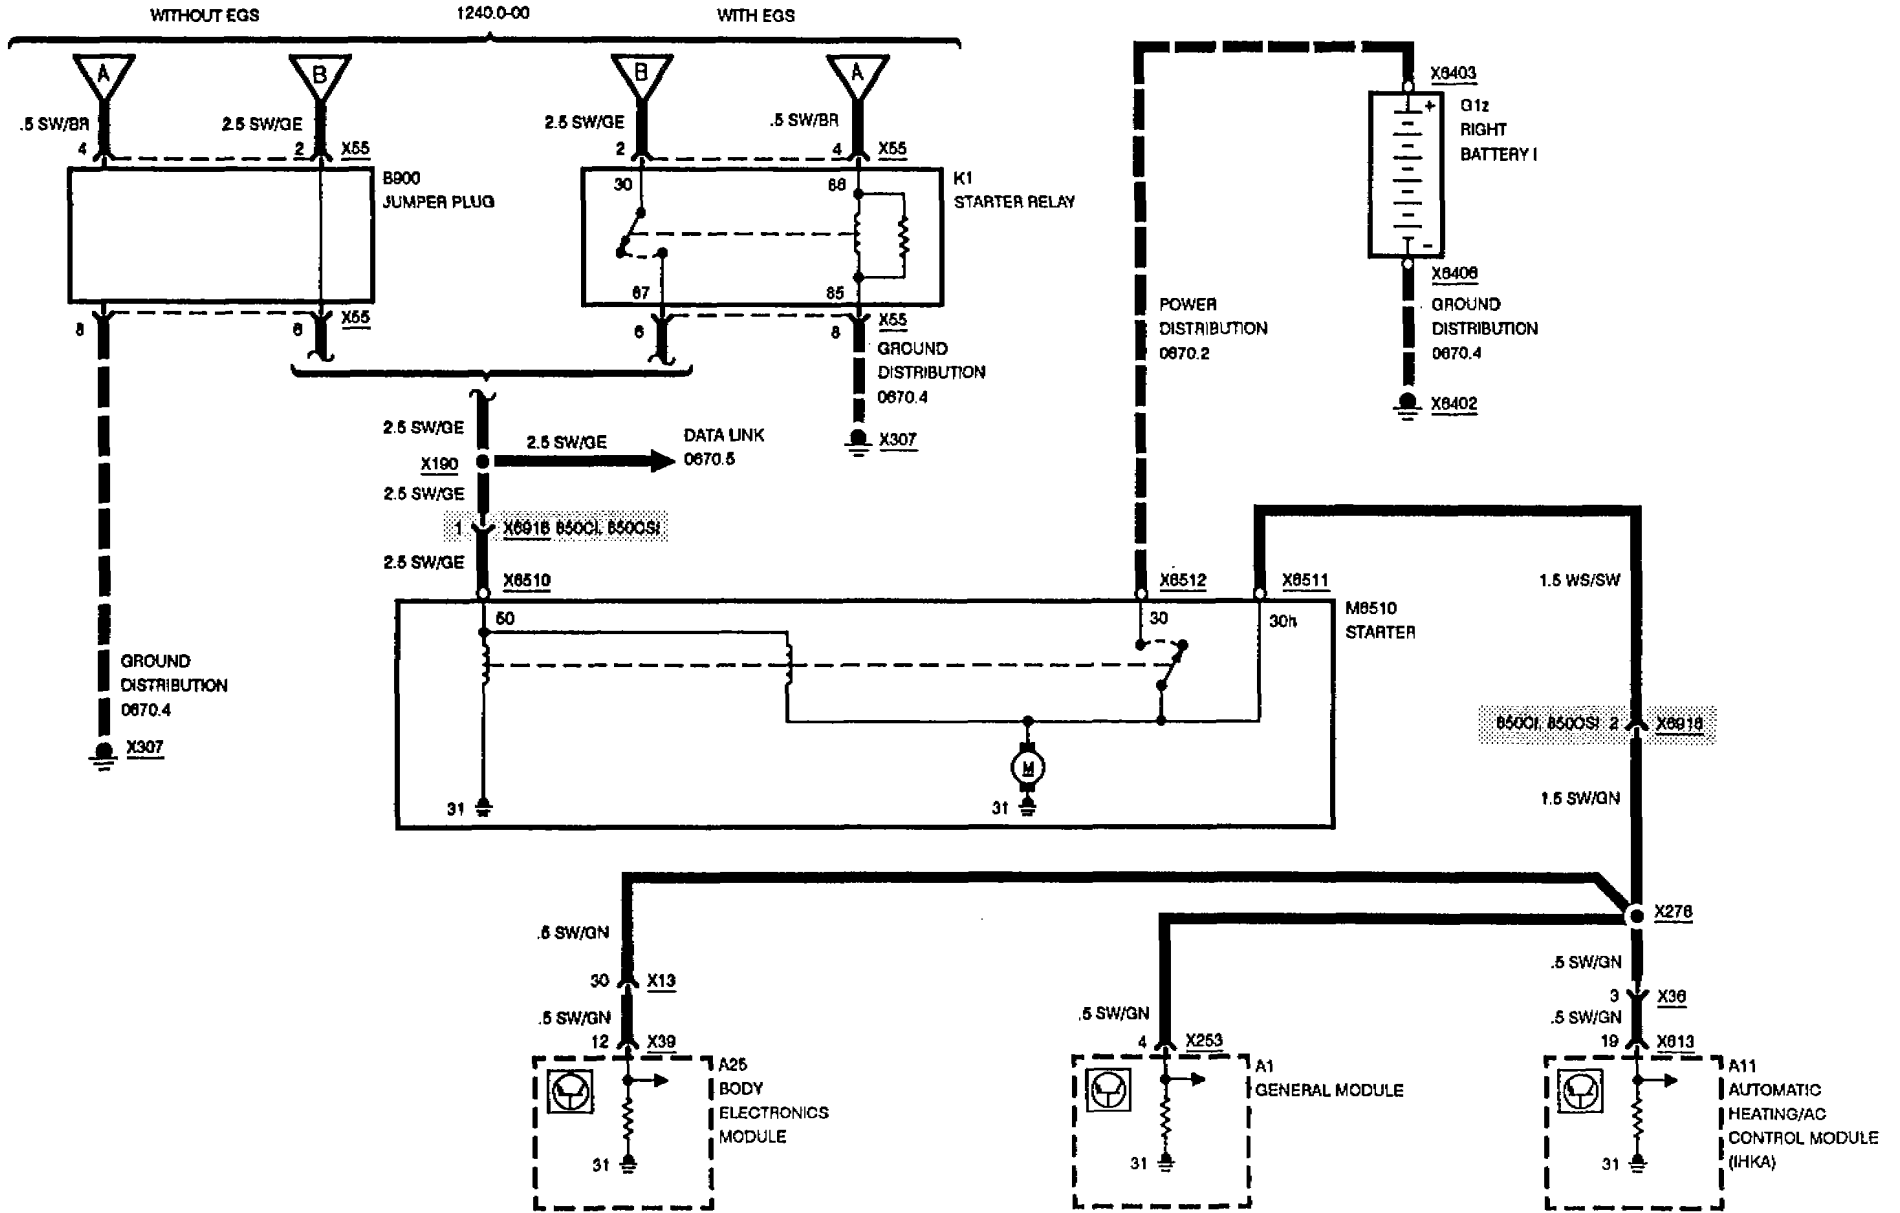 WITHOUT EGS
1240.0-00
WITH EGS
A
B
B
A
.5 SW/BR
2.5 SW/GE
2.5 SW/GE
.5 SW/BR
4
2
X55
2
4
X55
B900
JUMPER PLUG
30
86
K1
STARTER RELAY
87
85
8
6
X55
6
8
X55
GROUND
DISTRIBUTION
0670.4
X307
X6403
+
G1z
RIGHT
BATTERY I
-
X6406
GROUND
DISTRIBUTION
0670.4
X6402
POWER
DISTRIBUTION
0670.2
2.5 SW/GE
2.5 SW/GE
DATA LINK
0670.5
X190
2.5 SW/GE
1
X6916 850CI, 850CSI
2.5 SW/GE
X6510
X6512
X6511
1.5 WS/SW
50
30
30h
M6510
STARTER
GROUND
DISTRIBUTION
0670.4
X307
850CI, 850CSI 2
X6916
M
31
31
1.5 SW/GN
X276
.5 SW/GN
.5 SW/GN
30
X13
3
X36
.5 SW/GN
.5 SW/GN
.5 SW/GN
12
X39
4
X253
19
X613
A25
BODY
ELECTRONICS
MODULE
A1
GENERAL MODULE
A11
AUTOMATIC
HEATING/AC
CONTROL MODULE
(IHKA)
31
31
31